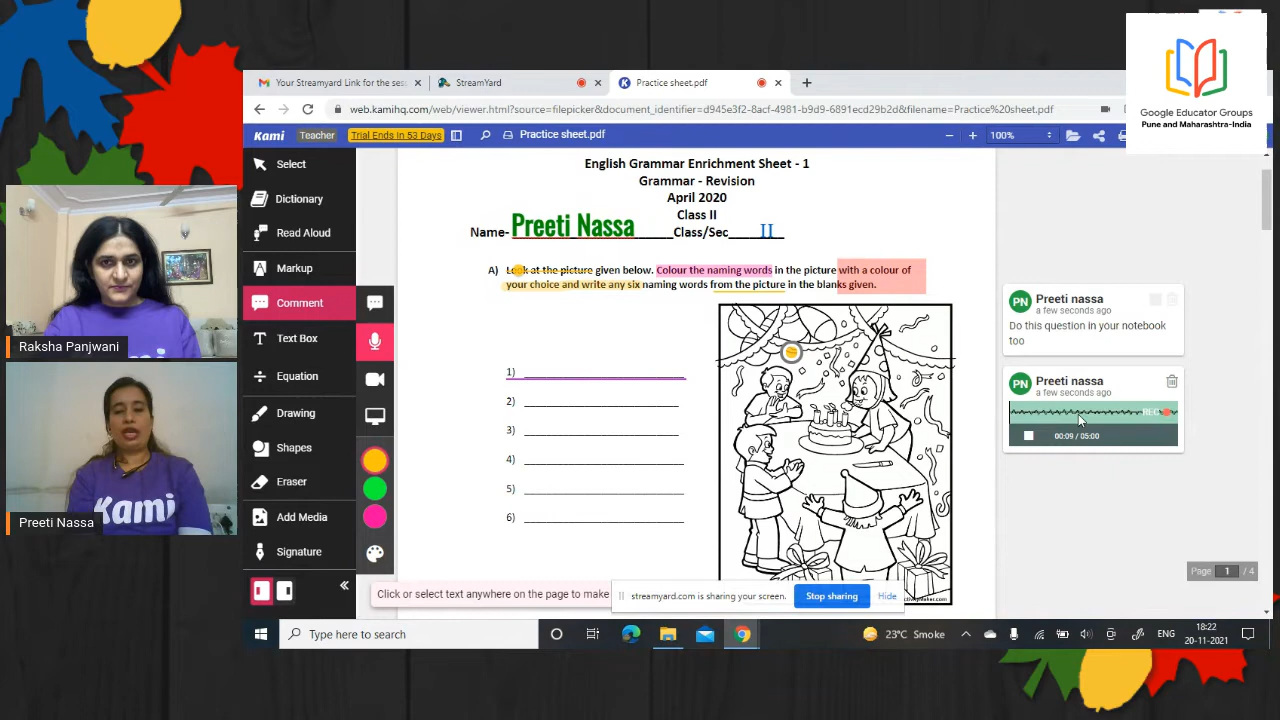 Google Educator Groups
Pune and Maharashtra-India
Your Streamyard Link for the ses
StreamYard
Practice sheet.pdf
web.kamihq.com/web/viewer.html?source=filepicker&document_identifier=d945e3f2-8acf-4981-b9d9-6891ecd29b2d&filename=Practice%20sheet.pdf
Kami Teacher Trial Ends in 53 Days Practice sheet.pdf 100%
Select
Dictionary
Read Aloud
Markup
Comment
Text Box
Equation
Drawing
Shapes
Eraser
Add Media
Signature
English Grammar Enrichment Sheet - 1
Grammar - Revision
April 2020
Class II
Name- Preeti Nassa Class/Sec II
A) Look at the picture given below. Colour the naming words in the picture with a colour of
your choice and write any six naming words from the picture in the blanks given.
1)
2)
3)
4)
5)
6)
PN Preeti nassa
a few seconds ago
Do this question in your notebook
too
PN Preeti nassa
a few seconds ago
REC
00:09 / 05:00
Page 1 / 4
Click or select text anywhere on the page to make
streamyard.com is sharing your screen. Stop sharing Hide
Type here to search
23°C Smoke
ENG
18:22
20-11-2021
Raksha Panjwani
Kami
Preeti Nassa